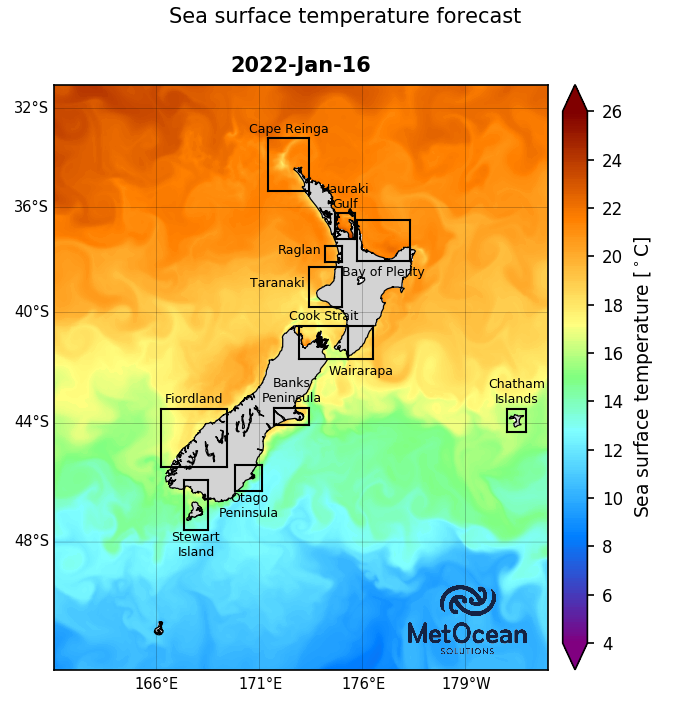 Sea surface temperature forecast
2022-Jan-16
32°S
36°S
40°S
44°S
48°S
Cape Reinga
Hauraki
Gulf
Raglan
Bay of Plenty
Taranaki
Cook Strait
Wairarapa
Banks
Peninsula
Fiordland
Chatham
Islands
Otago
Peninsula
Stewart
Island
MetOcean
SOLUTIONS
166°E
171°E
176°E
179°W
26
24
22
20
18
16
14
12
10
8
6
4
Sea surface temperature [°C]